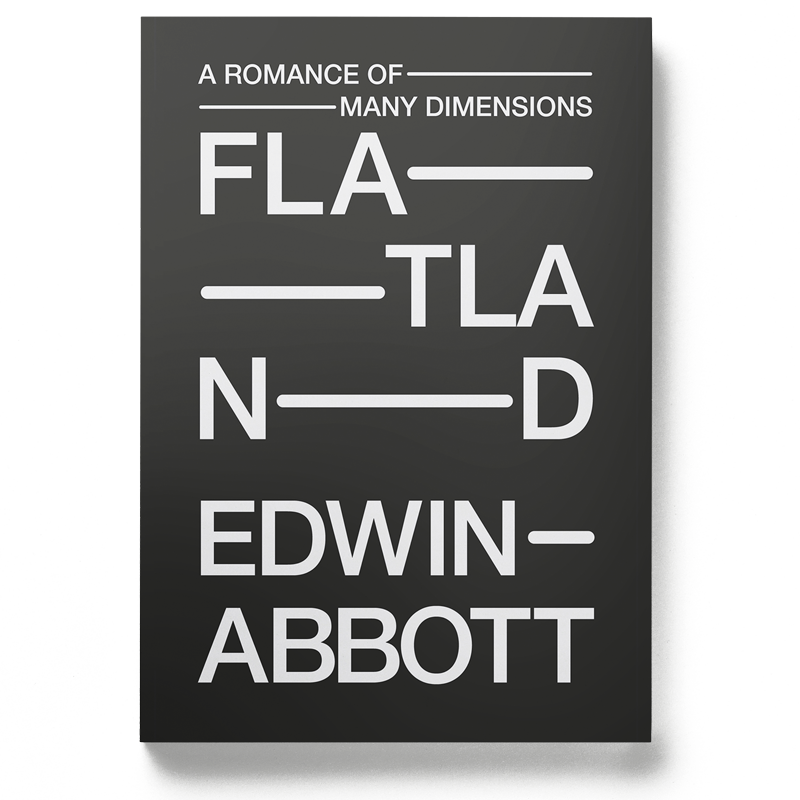 A ROMANCE OF
MANY DIMENSIONS
FLA
TLA
N D
EDWIN
ABBOTT